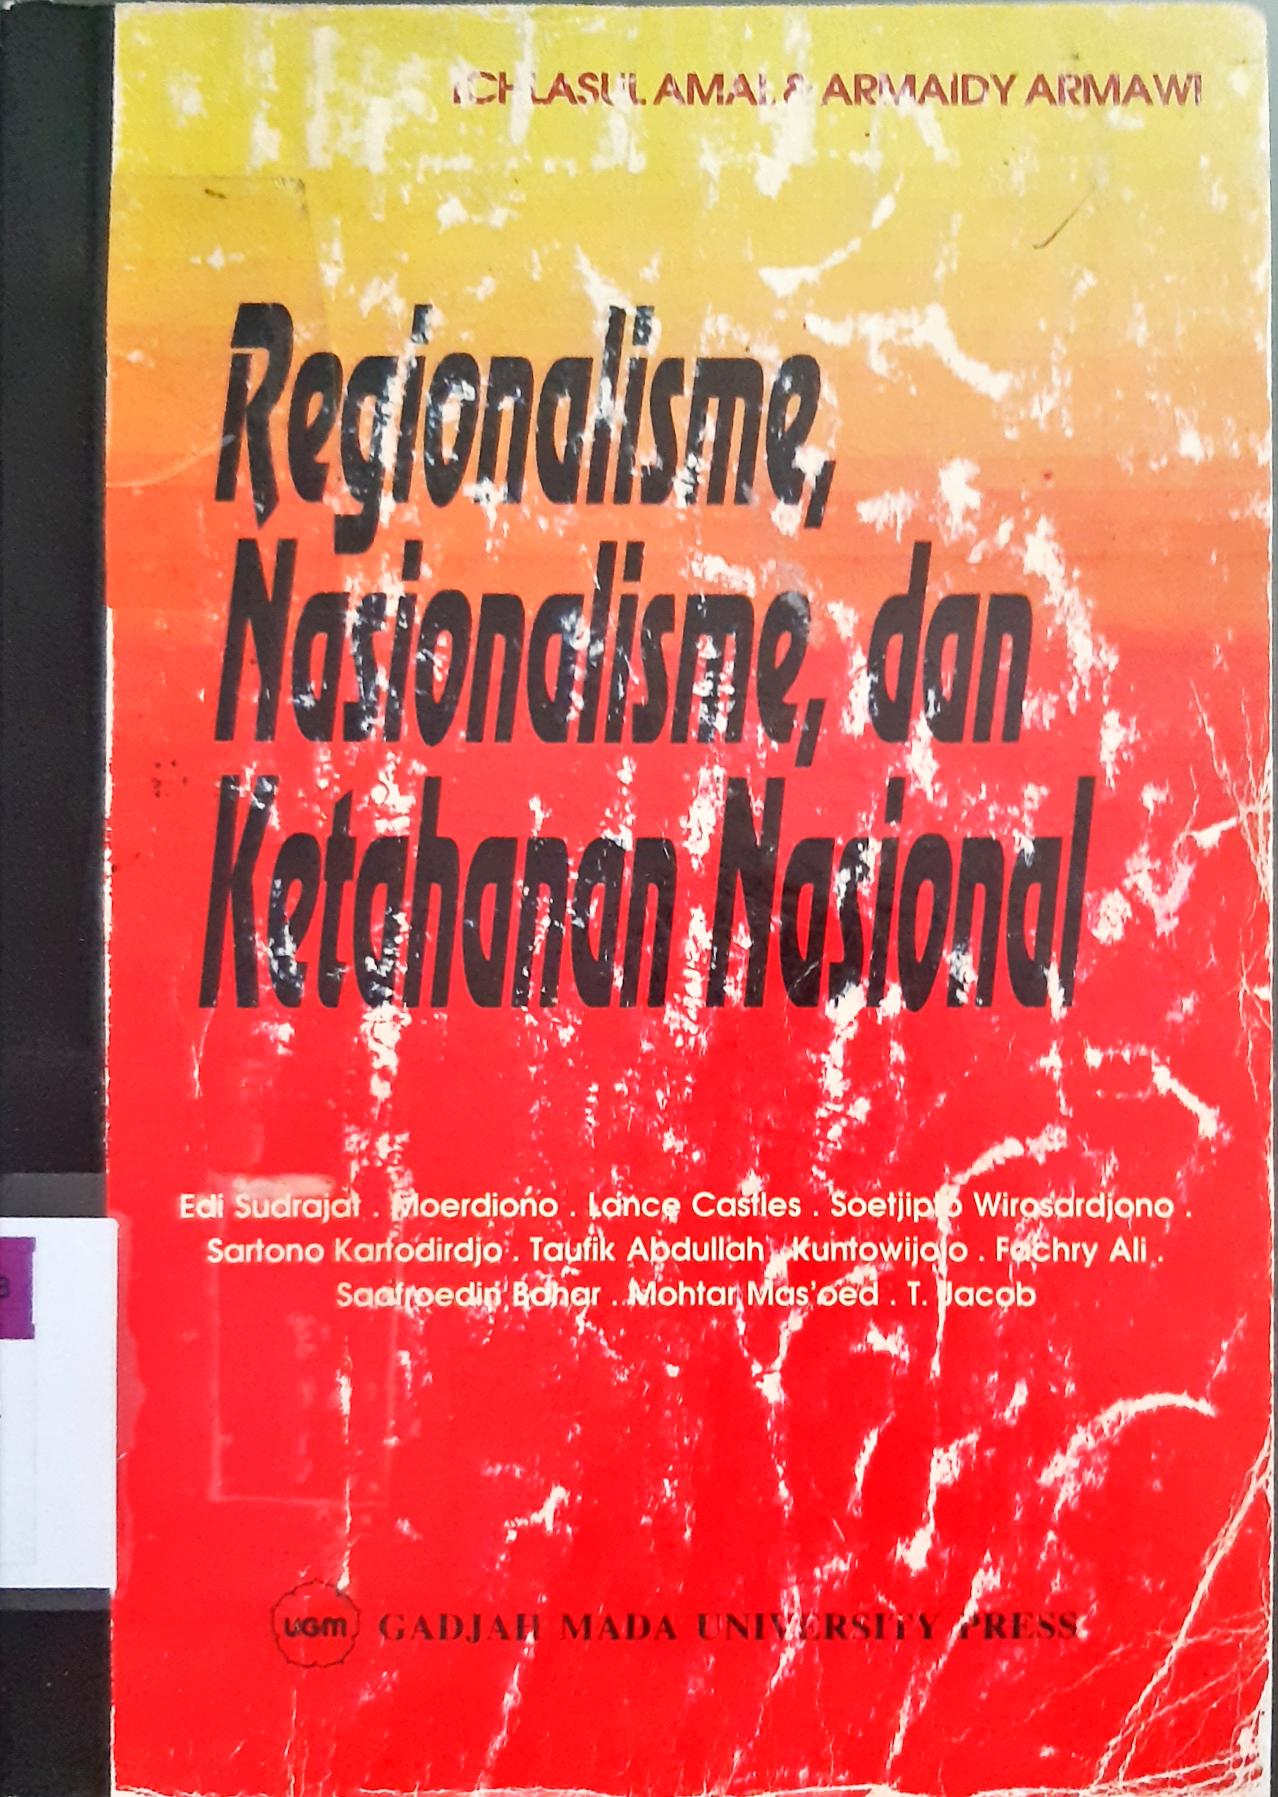 ICHLASUL AMAL & ARMAIDY ARMAWI
Regionalisme,
Nasionalisme, dan
Ketahanan Nasional
Edi Sudrajat . Moerdiono . Lance Castles . Soetjipto Wirosardjono .
Sartono Kartodirdjo . Taufik Abdullah . Kuntowijoyo . Fachry Ali .
Saafroedin Bahar . Mohtar Mas'oed . T. Jacob
UGM GADJAH MADA UNIVERSITY PRESS